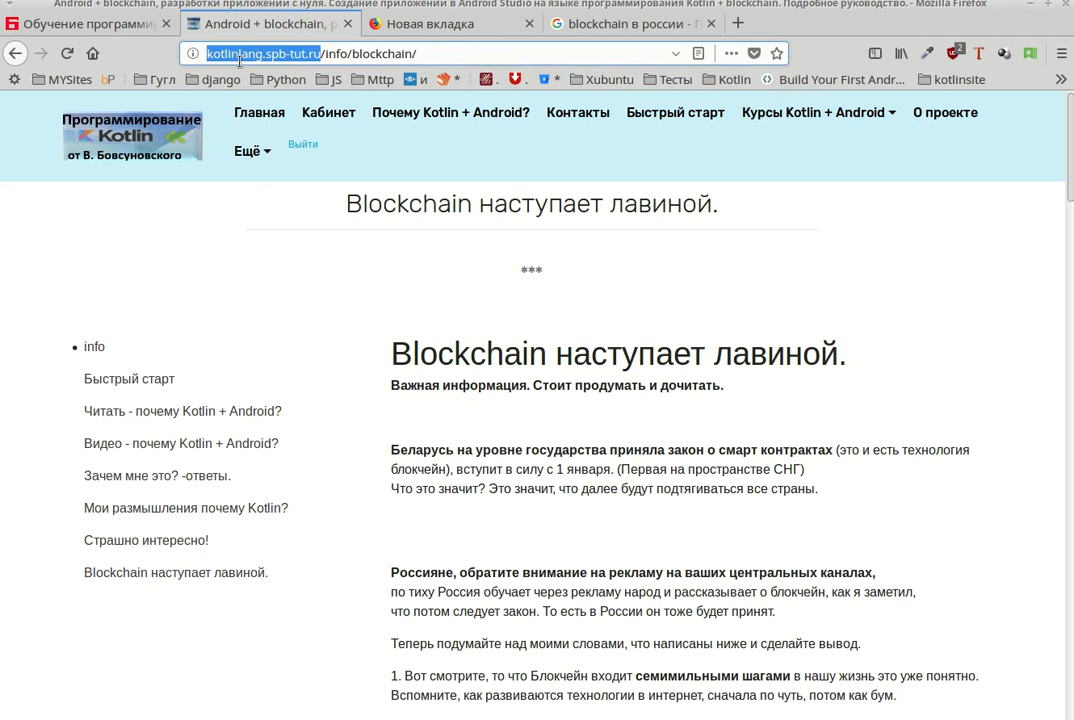 Android + blockchain, разработки приложений с нуля. Создание приложений в Android Studio на языке программирования Kotlin + blockchain. Подробное руководство. - Mozilla Firefox
Обучение программи
Android + blockchain, р
Новая вкладка
blockchain в россии - П
kotlinlang.spb-tut.ru/info/blockchain/
2
MYSites
bP
Гугл
django
Python
JS
Mttp
и
*
.
.
*
Xubuntu
Тесты
Kotlin
Build Your First Andr...
kotlinsite
Программирование
Kotlin
от В. Бовсуновского
Главная Кабинет Почему Kotlin + Android? Контакты Быстрый старт Курсы Kotlin + Android О проекте
Ещё Выйти
Blockchain наступает лавиной.
***
info
Быстрый старт
Читать - почему Kotlin + Android?
Видео - почему Kotlin + Android?
Зачем мне это? -ответы.
Мои размышления почему Kotlin?
Страшно интересно!
Blockchain наступает лавиной.
Blockchain наступает лавиной.
Важная информация. Стоит продумать и дочитать.
Беларусь на уровне государства приняла закон о смарт контрактах (это и есть технология
блокчейн), вступит в силу с 1 января. (Первая на пространстве СНГ)
Что это значит? Это значит, что далее будут подтягиваться все страны.
Россияне, обратите внимание на рекламу на ваших центральных каналах,
по тиху Россия обучает через рекламу народ и рассказывает о блокчейн, как я заметил,
что потом следует закон. То есть в России он тоже будет принят.
Теперь подумайте над моими словами, что написаны ниже и сделайте вывод.
1. Вот смотрите, то что Блокчейн входит семимильными шагами в нашу жизнь это уже понятно.
Вспомните, как развиваются технологии в интернет, сначала по чуть, потом как бум.